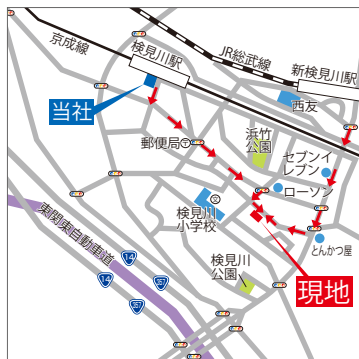 京成線
検見川駅
JR総武線
新検見川駅
西友
当社
郵便局
浜竹
公園
セブンイ
レブン
ローソン
文
検見川
小学校
とんかつ屋
東関東自動車道
検見川
公園
現地
14
357
14
357